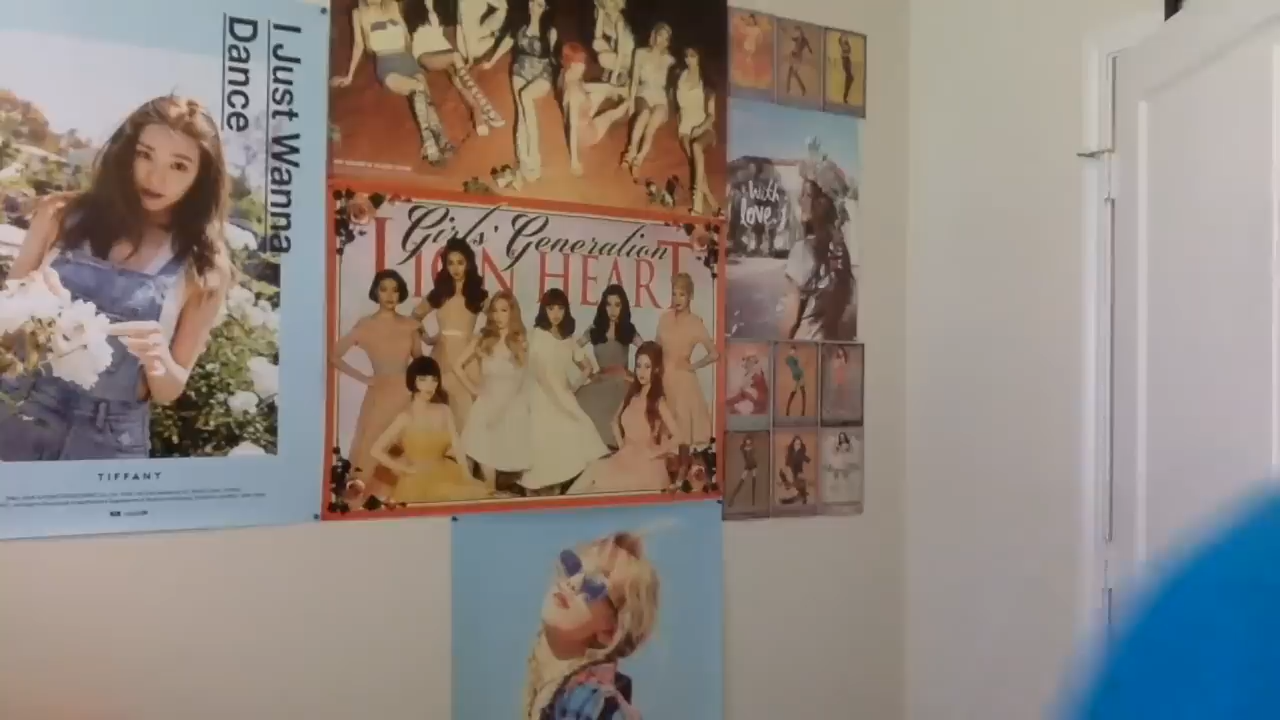 I Just Wanna
Dance
TIFFANY
Girls' Generation
LION HEART
with
love